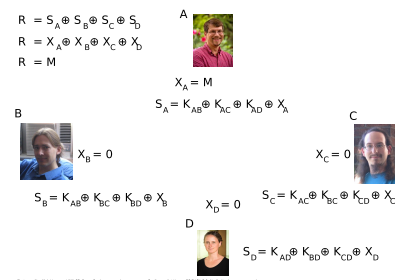 R = S_A ⊕ S_B ⊕ S_C ⊕ S_D
R = X_A ⊕ X_B ⊕ X_C ⊕ X_D
R = M
A
X_A = M
S_A = K_AB ⊕ K_AC ⊕ K_AD ⊕ X_A
B
X_B = 0
S_B = K_AB ⊕ K_BC ⊕ K_BD ⊕ X_B
C
X_C = 0
S_C = K_AC ⊕ K_BC ⊕ K_CD ⊕ X_C
X_D = 0
D
S_D = K_AD ⊕ K_BD ⊕ K_CD ⊕ X_D